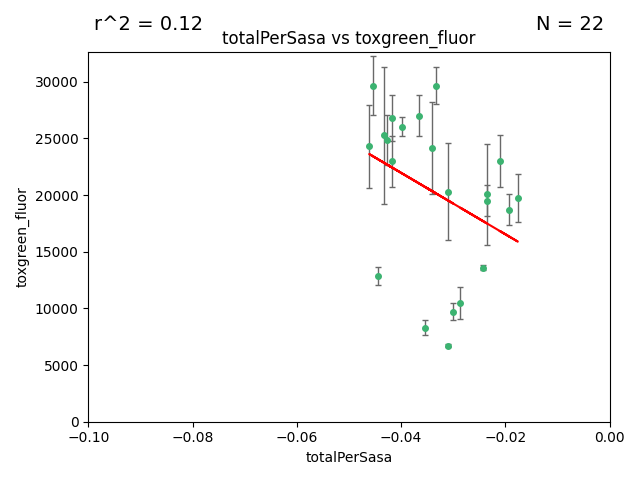 r^2 = 0.12
N = 22
totalPerSasa vs toxgreen_fluor
toxgreen_fluor
30000
25000
20000
15000
10000
5000
0
−0.10
−0.08
−0.06
−0.04
−0.02
0.00
totalPerSasa